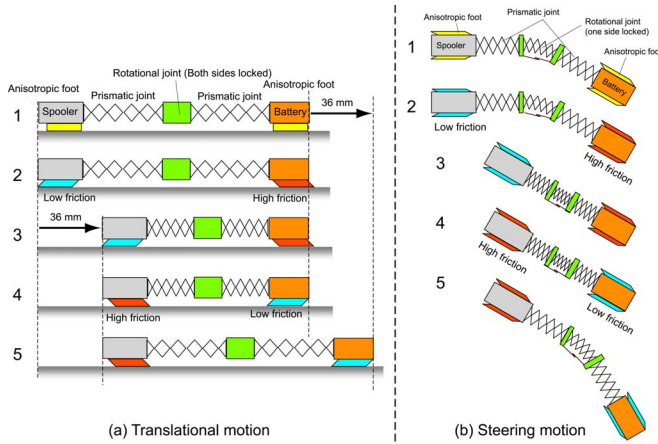 Anisotropic foot
Prismatic joint
Rotational joint (Both sides locked)
Prismatic joint
Anisotropic foot
1
Spooler
Battery
36 mm
2
Low friction
High friction
36 mm
3
4
High friction
Low friction
5
(a) Translational motion
Anisotropic foot
Prismatic joint
Rotational joint
(one side locked)
1
Spooler
Anisotropic foot
Battery
2
Low friction
High friction
3
4
High friction
Low friction
5
(b) Steering motion